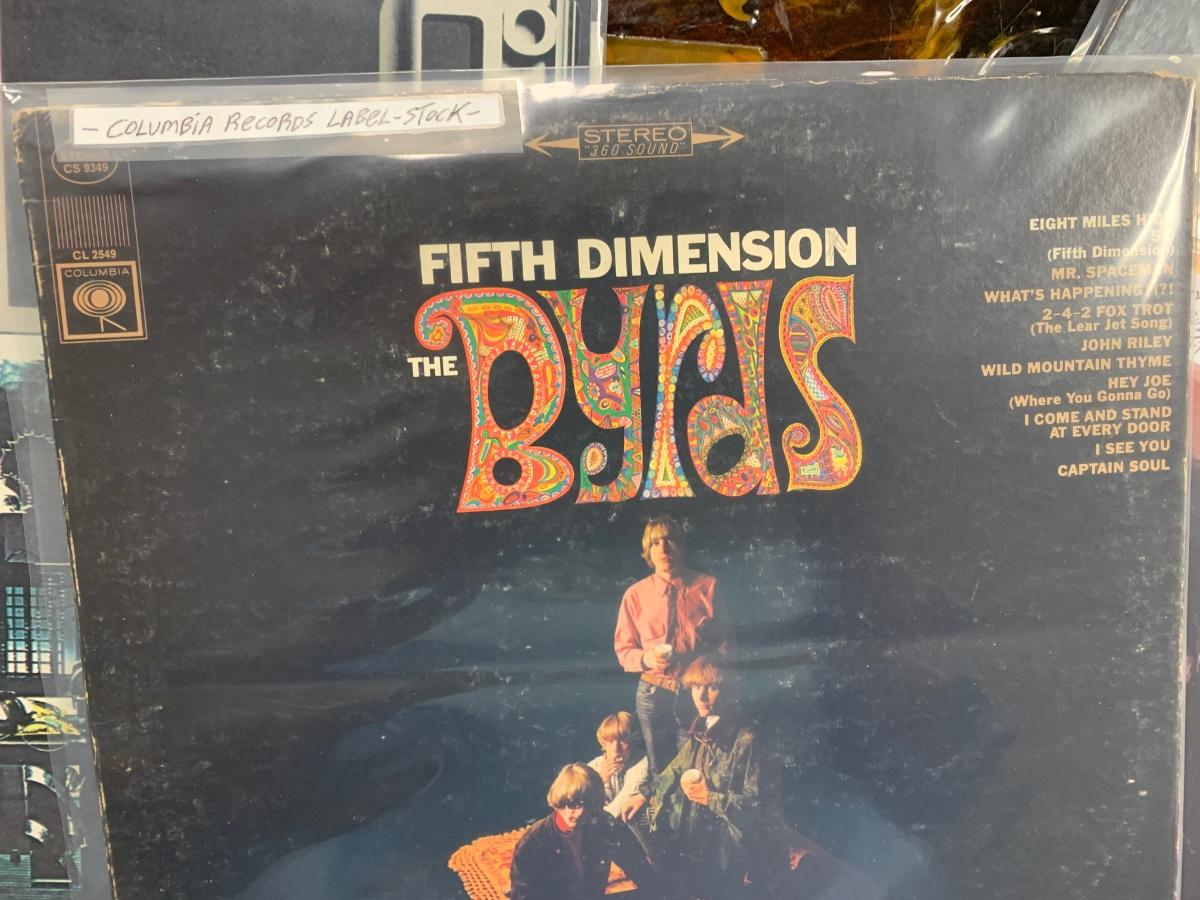 - COLUMBIA RECORDS LABEL-STOCK-
STEREO
"360 SOUND"
CS 9349
CL 2549
COLUMBIA
FIFTH DIMENSION
THE BYRDS
EIGHT MILES
(Fifth Dimension)
MR. SPACEMAN
WHAT'S HAPPENING?!?!
2-4-2 FOX TROT
(The Lear Jet Song)
JOHN RILEY
WILD MOUNTAIN THYME
HEY JOE
(Where You Gonna Go)
I COME AND STAND
AT EVERY DOOR
I SEE YOU
CAPTAIN SOUL